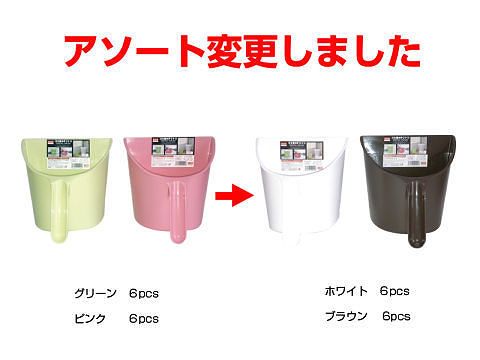 アソート変更しました
グリーン　6pcs
ピンク　6pcs
ホワイト　6pcs
ブラウン　6pcs